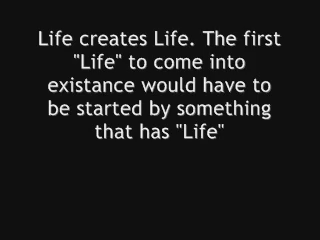 Life creates Life. The first
"Life" to come into
existance would have to
be started by something
that has "Life"